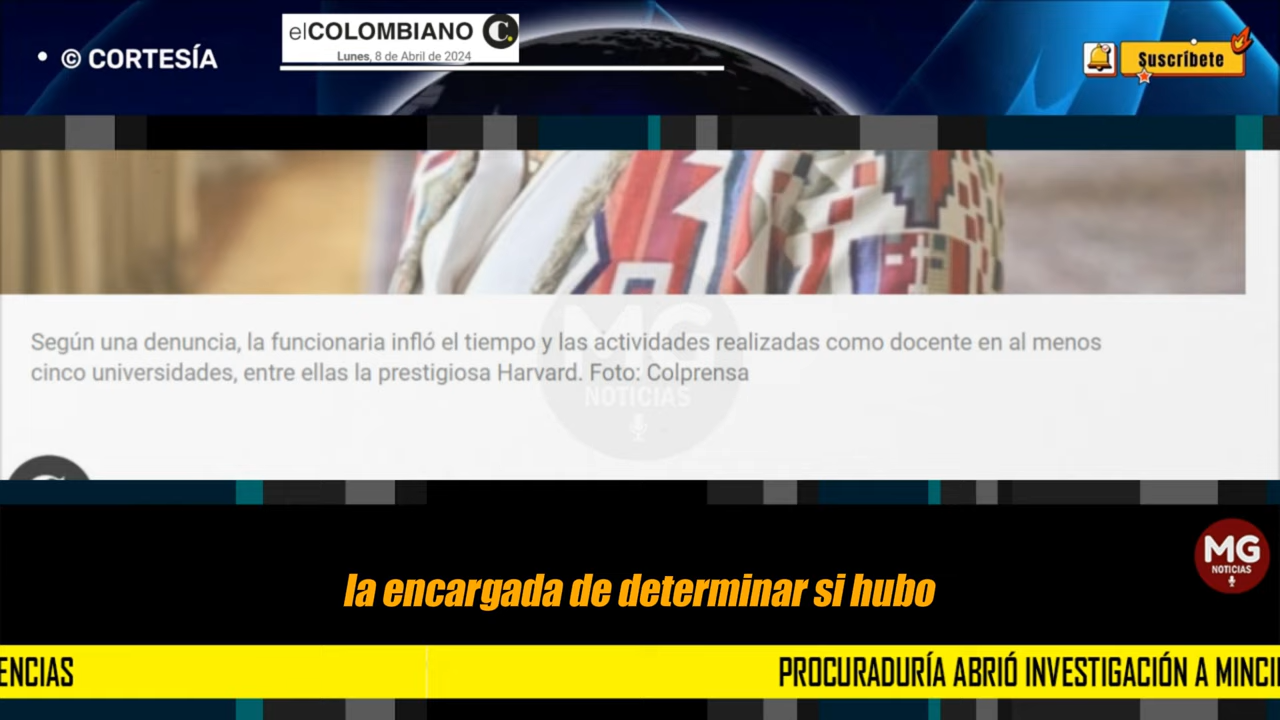 • © CORTESÍA
elCOLOMBIANO C.
Lunes, 8 de Abril de 2024
Suscríbete
Según una denuncia, la funcionaria infló el tiempo y las actividades realizadas como docente en al menos
cinco universidades, entre ellas la prestigiosa Harvard. Foto: Colprensa
MG
NOTICIAS
la encargada de determinar si hubo
MG
NOTICIAS
ENCIAS
PROCURADURÍA ABRIÓ INVESTIGACIÓN A MINCI